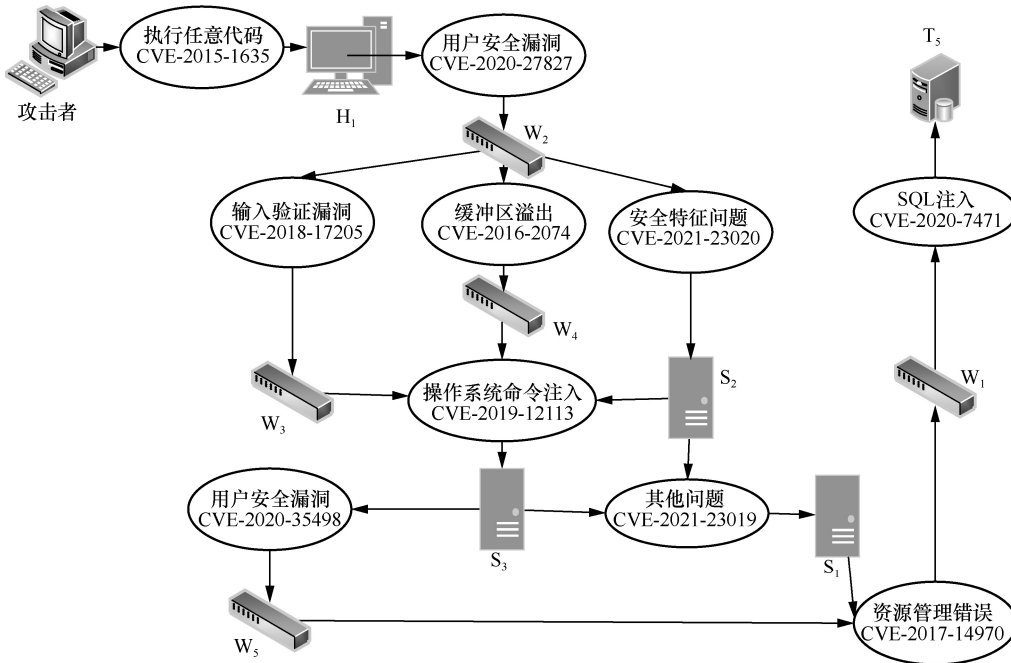 执行任意代码
CVE-2015-1635
用户安全漏洞
CVE-2020-27827
T5
攻击者
H1
W2
输入验证漏洞
CVE-2018-17205
缓冲区溢出
CVE-2016-2074
安全特征问题
CVE-2021-23020
SQL注入
CVE-2020-7471
W4
操作系统命令注入
CVE-2019-12113
S2
W1
W3
用户安全漏洞
CVE-2020-35498
其他问题
CVE-2021-23019
S3
S1
资源管理错误
CVE-2017-14970
W5